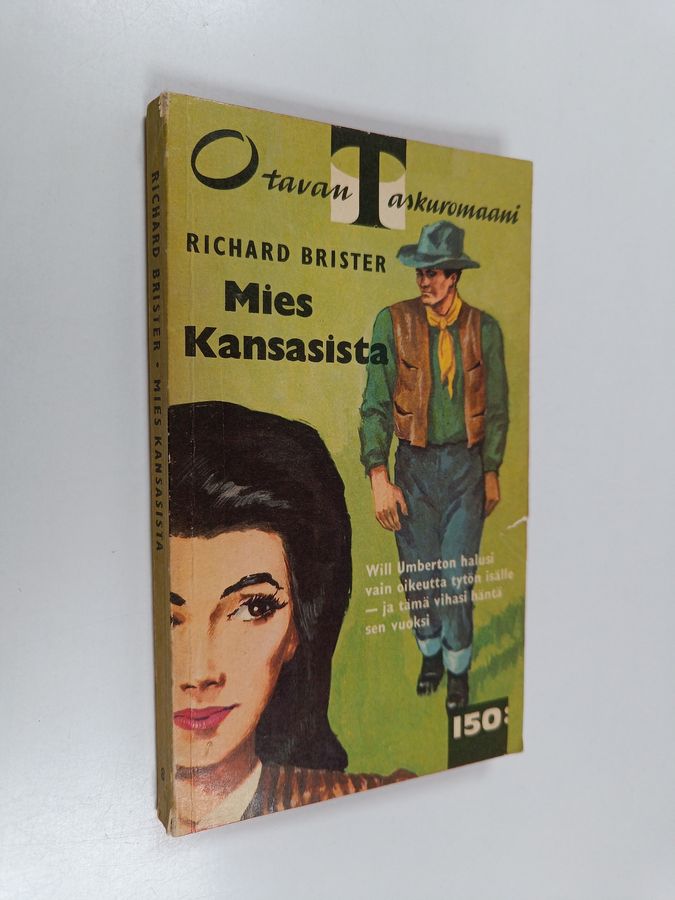 Otavan Taskuromaani
RICHARD BRISTER
Mies
Kansasista
Will Umberton halusi
vain oikeutta tytön isälle
— ja tämä vihasi häntä
sen vuoksi
150:
RICHARD BRISTER • MIES KANSASISTA
8